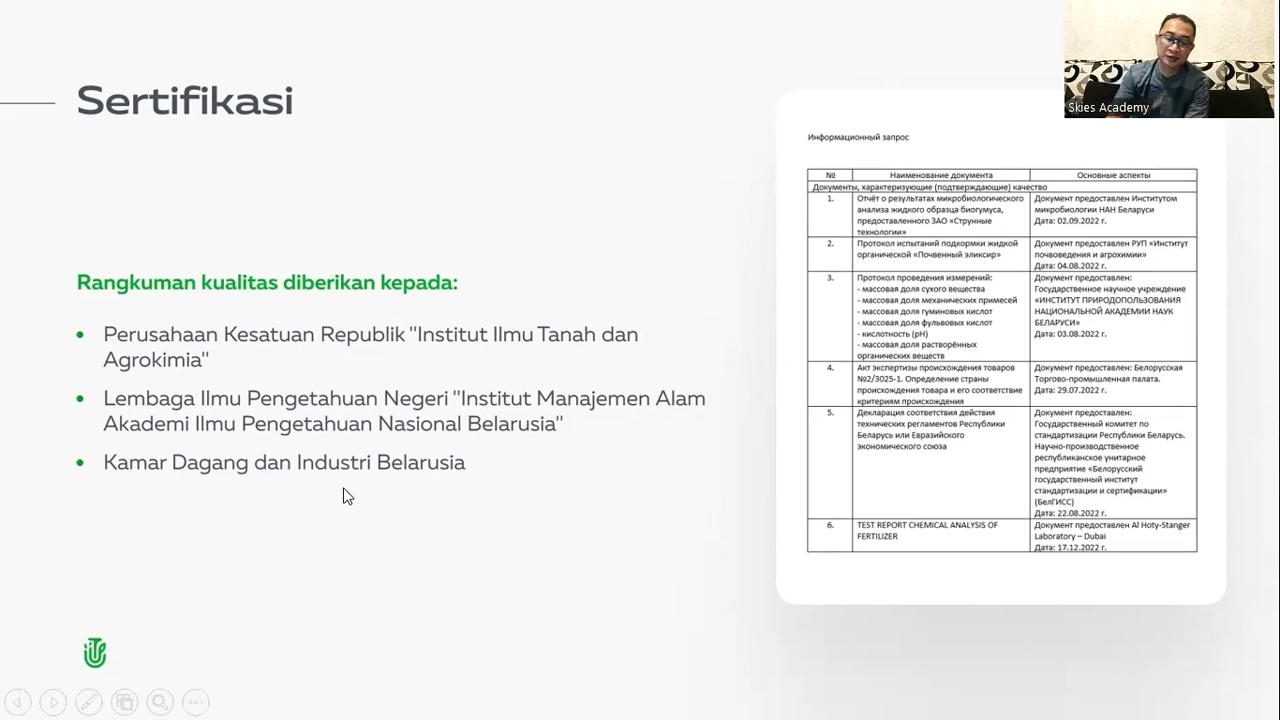 Sertifikasi
Rangkuman kualitas diberikan kepada:
Perusahaan Kesatuan Republik "Institut Ilmu Tanah dan
Agrokimia"
Lembaga Ilmu Pengetahuan Negeri "Institut Manajemen Alam
Akademi Ilmu Pengetahuan Nasional Belarusia"
Kamar Dagang dan Industri Belarusia
Skies Academy
Информационный запрос
№ Наименование документа Основные аспекты
Документы, характеризующие (подтверждающие) качество
1. Отчёт о результатах микробиологического Документ предоставлен Институтом
анализа жидкого образца биогумуса, микробиологии НАН Беларуси
предоставленного ЗАО «Струнные Дата: 02.09.2022 г.
технологии»
2. Протокол испытаний подкормки жидкой Документ предоставлен РУП «Институт
органической «Почвенный эликсир» почвоведения и агрохимии»
Дата: 04.08.2022 г.
3. Протокол проведения измерений: Документ предоставлен:
- массовая доля сухого вещества Государственное научное учреждение
- массовая доля механических примесей «ИНСТИТУТ ПРИРОДОПОЛЬЗОВАНИЯ
- массовая доля гуминовых кислот НАЦИОНАЛЬНОЙ АКАДЕМИИ НАУК
- массовая доля фульвовых кислот БЕЛАРУСИ»
- кислотность (pH) Дата: 03.08.2022 г.
- массовая доля растворённых
органических веществ
4. Акт экспертизы происхождения товаров Документ предоставлен: Белорусская
№2/3025-1. Определение страны Торгово-промышленная палата.
происхождения товара и его соответствие Дата: 29.07.2022 г.
критериям происхождения
5. Декларация соответствия действия Документ предоставлен:
технических регламентов Республики Государственный комитет по
Беларусь или Евразийского стандартизации Республики Беларусь.
экономического союза Научно-производственное
республиканское унитарное
предприятие «Белорусский
государственный институт
стандартизации и сертификации»
(БелГИСС)
Дата: 22.08.2022 г.
6. TEST REPORT CHEMICAL ANALYSIS OF Документ предоставлен Al Hoty-Stanger
FERTILIZER Laboratory – Dubai
Дата: 17.12.2022 г.